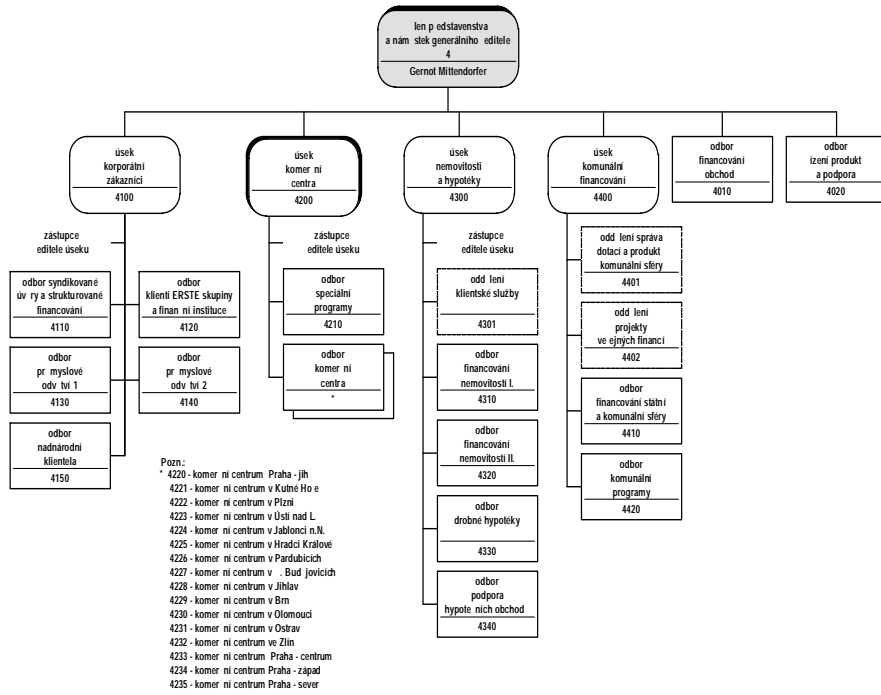 len p edstavenstva
a nám stek generálního editele
4
Gernot Mittendorfer
úsek
korporátní
zákazníci
4100
úsek
komer ní
centra
4200
úsek
nemovitosti
a hypotéky
4300
úsek
komunální
financování
4400
odbor
financování
obchod
4010
odbor
ízení produkt
a podpora
4020
zástupce
editele úseku
odbor syndikované
úv ry a strukturované
financování
4110
odbor
klienti ERSTE skupiny
a finan ní instituce
4120
odbor
pr myslové
odv tví 1
4130
odbor
pr myslové
odv tví 2
4140
odbor
nadnárodní
klientela
4150
zástupce
editele úseku
odbor
speciální
programy
4210
odbor
komer ní
centra
*
zástupce
editele úseku
odd lení
klientské služby
4301
odbor
financování
nemovitostí I.
4310
odbor
financování
nemovitostí II.
4320
odbor
drobné hypotéky
4330
odbor
podpora
hypote ních obchod
4340
odd lení správa
dotací a produkt
komunální sféry
4401
odd lení
projekty
ve ejných financí
4402
odbor
financování státní
a komunální sféry
4410
odbor
komunální
programy
4420
Pozn.:
* 4220 - komer ní centrum Praha - jih
4221 - komer ní centrum v Kutné Ho e
4222 - komer ní centrum v Plzni
4223 - komer ní centrum v Ústí nad L.
4224 - komer ní centrum v Jablonci n.N.
4225 - komer ní centrum v Hradci Králové
4226 - komer ní centrum v Pardubicích
4227 - komer ní centrum v . Bud jovicích
4228 - komer ní centrum v Jihlav
4229 - komer ní centrum v Brn
4230 - komer ní centrum v Olomouci
4231 - komer ní centrum v Ostrav
4232 - komer ní centrum ve Zlín
4233 - komer ní centrum Praha - centrum
4234 - komer ní centrum Praha - západ
4235 - komer ní centrum Praha - sever